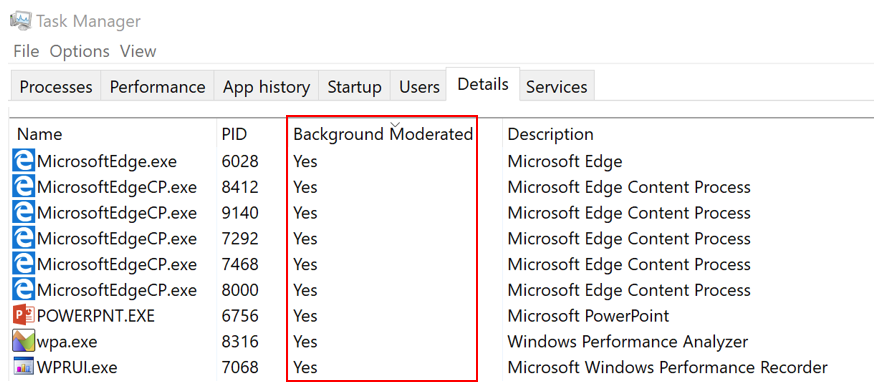 Task Manager
File Options View
Processes Performance App history Startup Users Details Services
Name PID Background Moderated Description
MicrosoftEdge.exe 6028 Yes Microsoft Edge
MicrosoftEdgeCP.exe 8412 Yes Microsoft Edge Content Process
MicrosoftEdgeCP.exe 9140 Yes Microsoft Edge Content Process
MicrosoftEdgeCP.exe 7292 Yes Microsoft Edge Content Process
MicrosoftEdgeCP.exe 7468 Yes Microsoft Edge Content Process
MicrosoftEdgeCP.exe 8000 Yes Microsoft Edge Content Process
POWERPNT.EXE 6756 Yes Microsoft PowerPoint
wpa.exe 8316 Yes Windows Performance Analyzer
WPRUI.exe 7068 Yes Microsoft Windows Performance Recorder